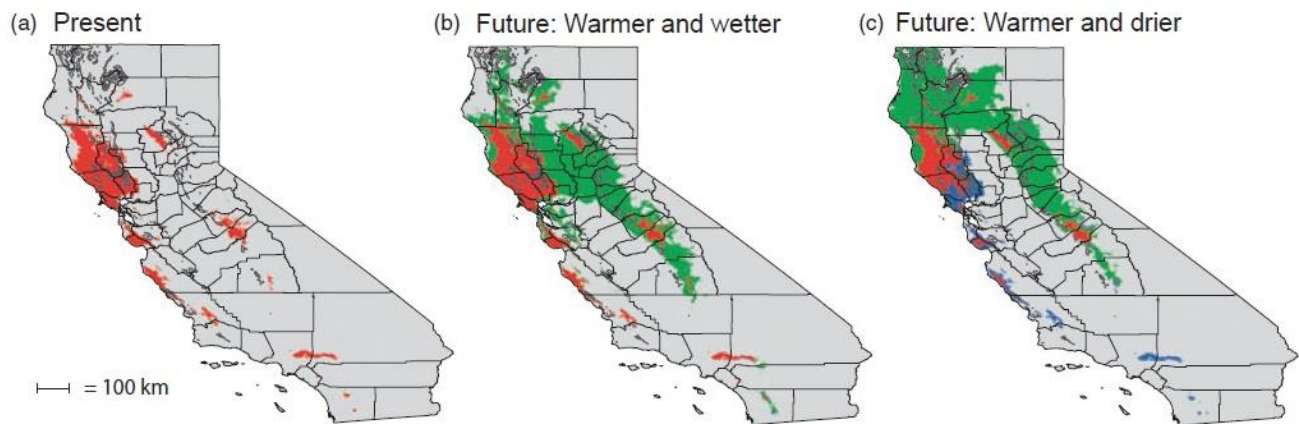 (a) Present
(b) Future: Warmer and wetter
(c) Future: Warmer and drier
= 100 km